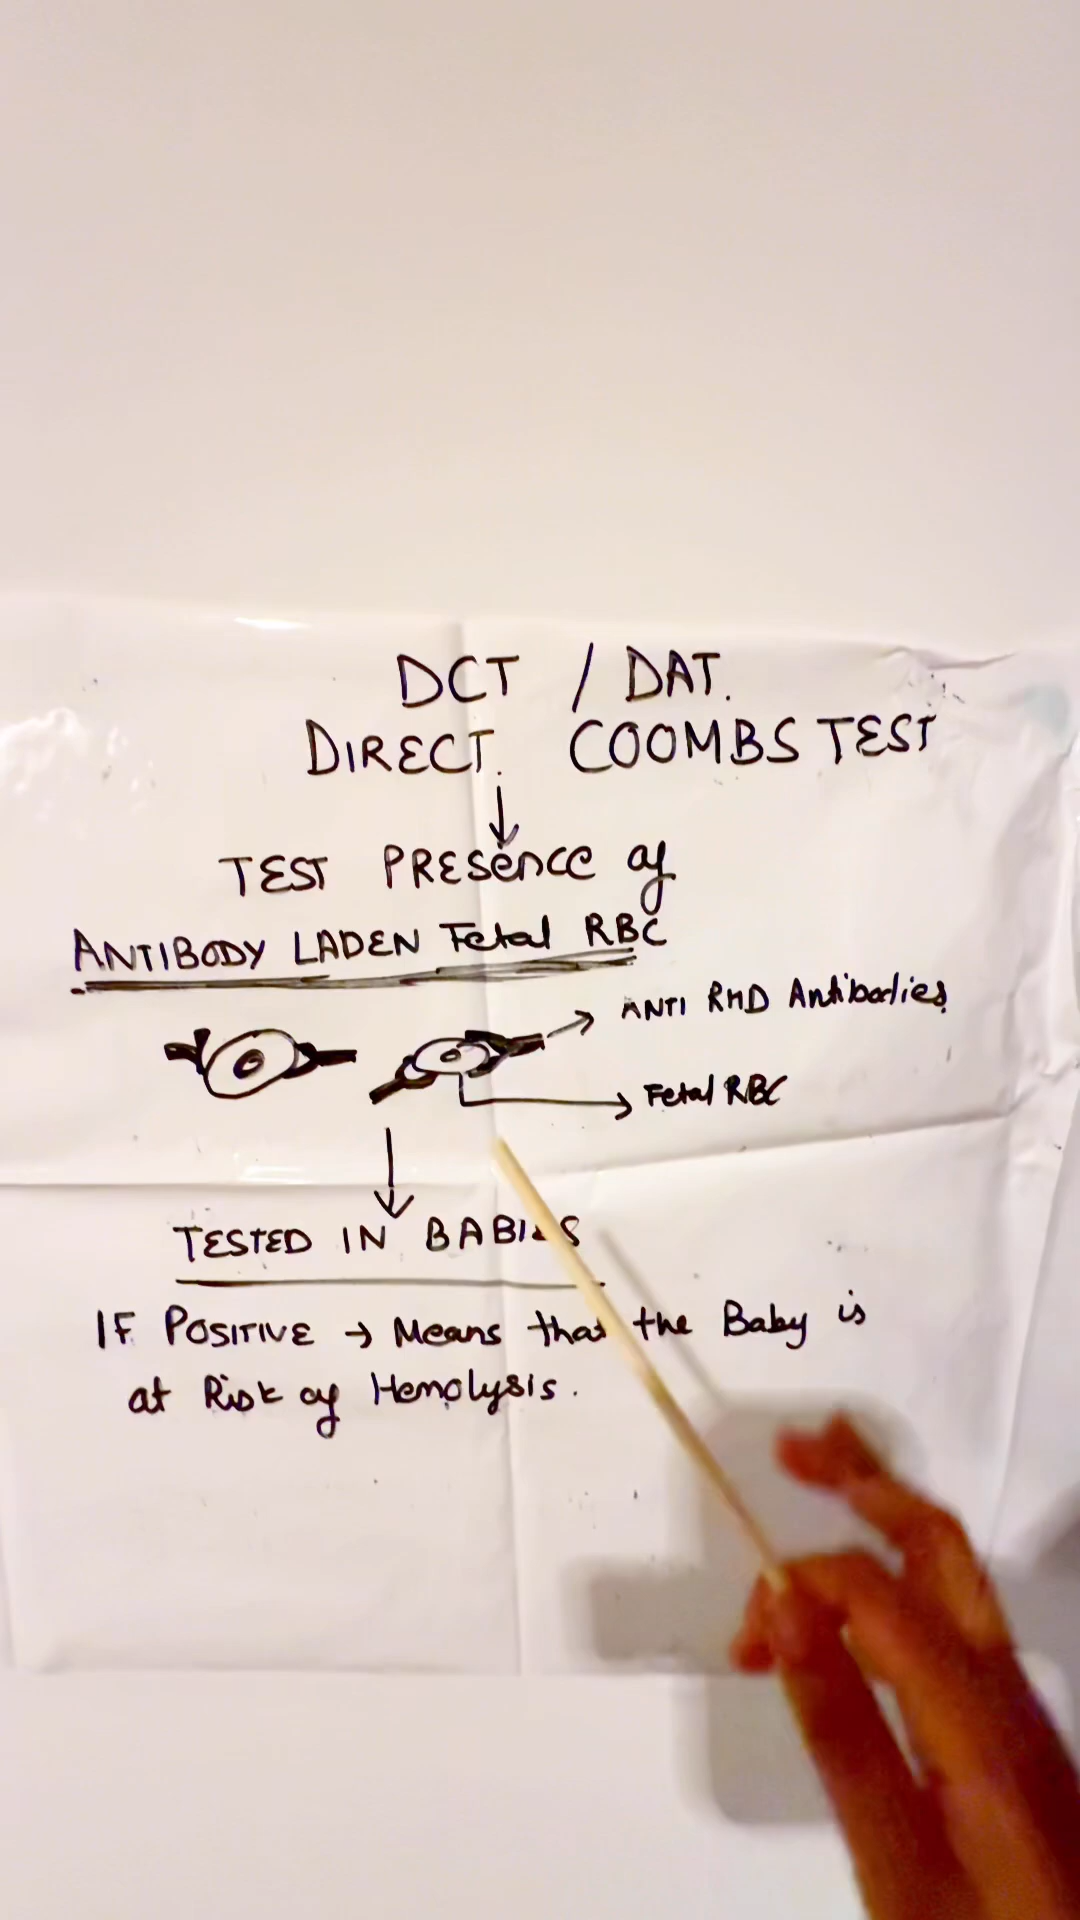 DCT / DAT.
DIRECT. COOMBS TEST
TEST PRESENCE of
ANTIBODY LADEN Fetal RBC
ANTI RHD Antibodies
Fetal RBC
TESTED IN BABIES
IF POSITIVE → Means that the Baby is
at Risk of Hemolysis.